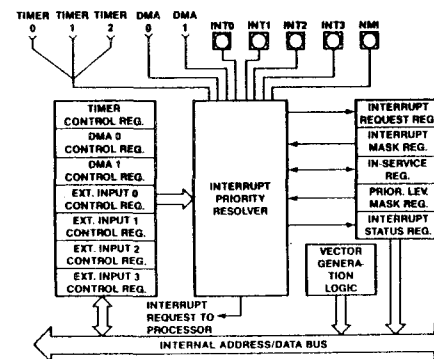 TIMER TIMER TIMER DMA DMA
0 1 2 0 1
INT0 INT1 INT2 INT3 NMI
TIMER
CONTROL REG.
DMA 0
CONTROL REG.
DMA 1
CONTROL REG.
EXT. INPUT 0
CONTROL REG.
EXT. INPUT 1
CONTROL REG.
EXT. INPUT 2
CONTROL REG.
EXT. INPUT 3
CONTROL REG.
INTERRUPT
PRIORITY
RESOLVER
INTERRUPT
REQUEST REG.
INTERRUPT
MASK REG.
IN-SERVICE
REG.
PRIOR. LEV.
MASK REG.
INTERRUPT
STATUS REG.
VECTOR
GENERA-
TION
LOGIC
INTERRUPT
REQUEST TO
PROCESSOR
INTERNAL ADDRESS/DATA BUS